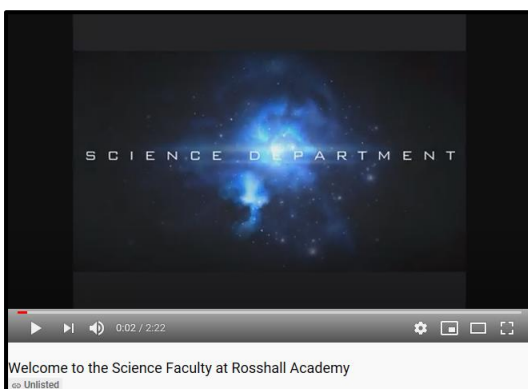 SCIENCE DEPARTMENT
0:02 / 2:22
Welcome to the Science Faculty at Rosshall Academy
Unlisted